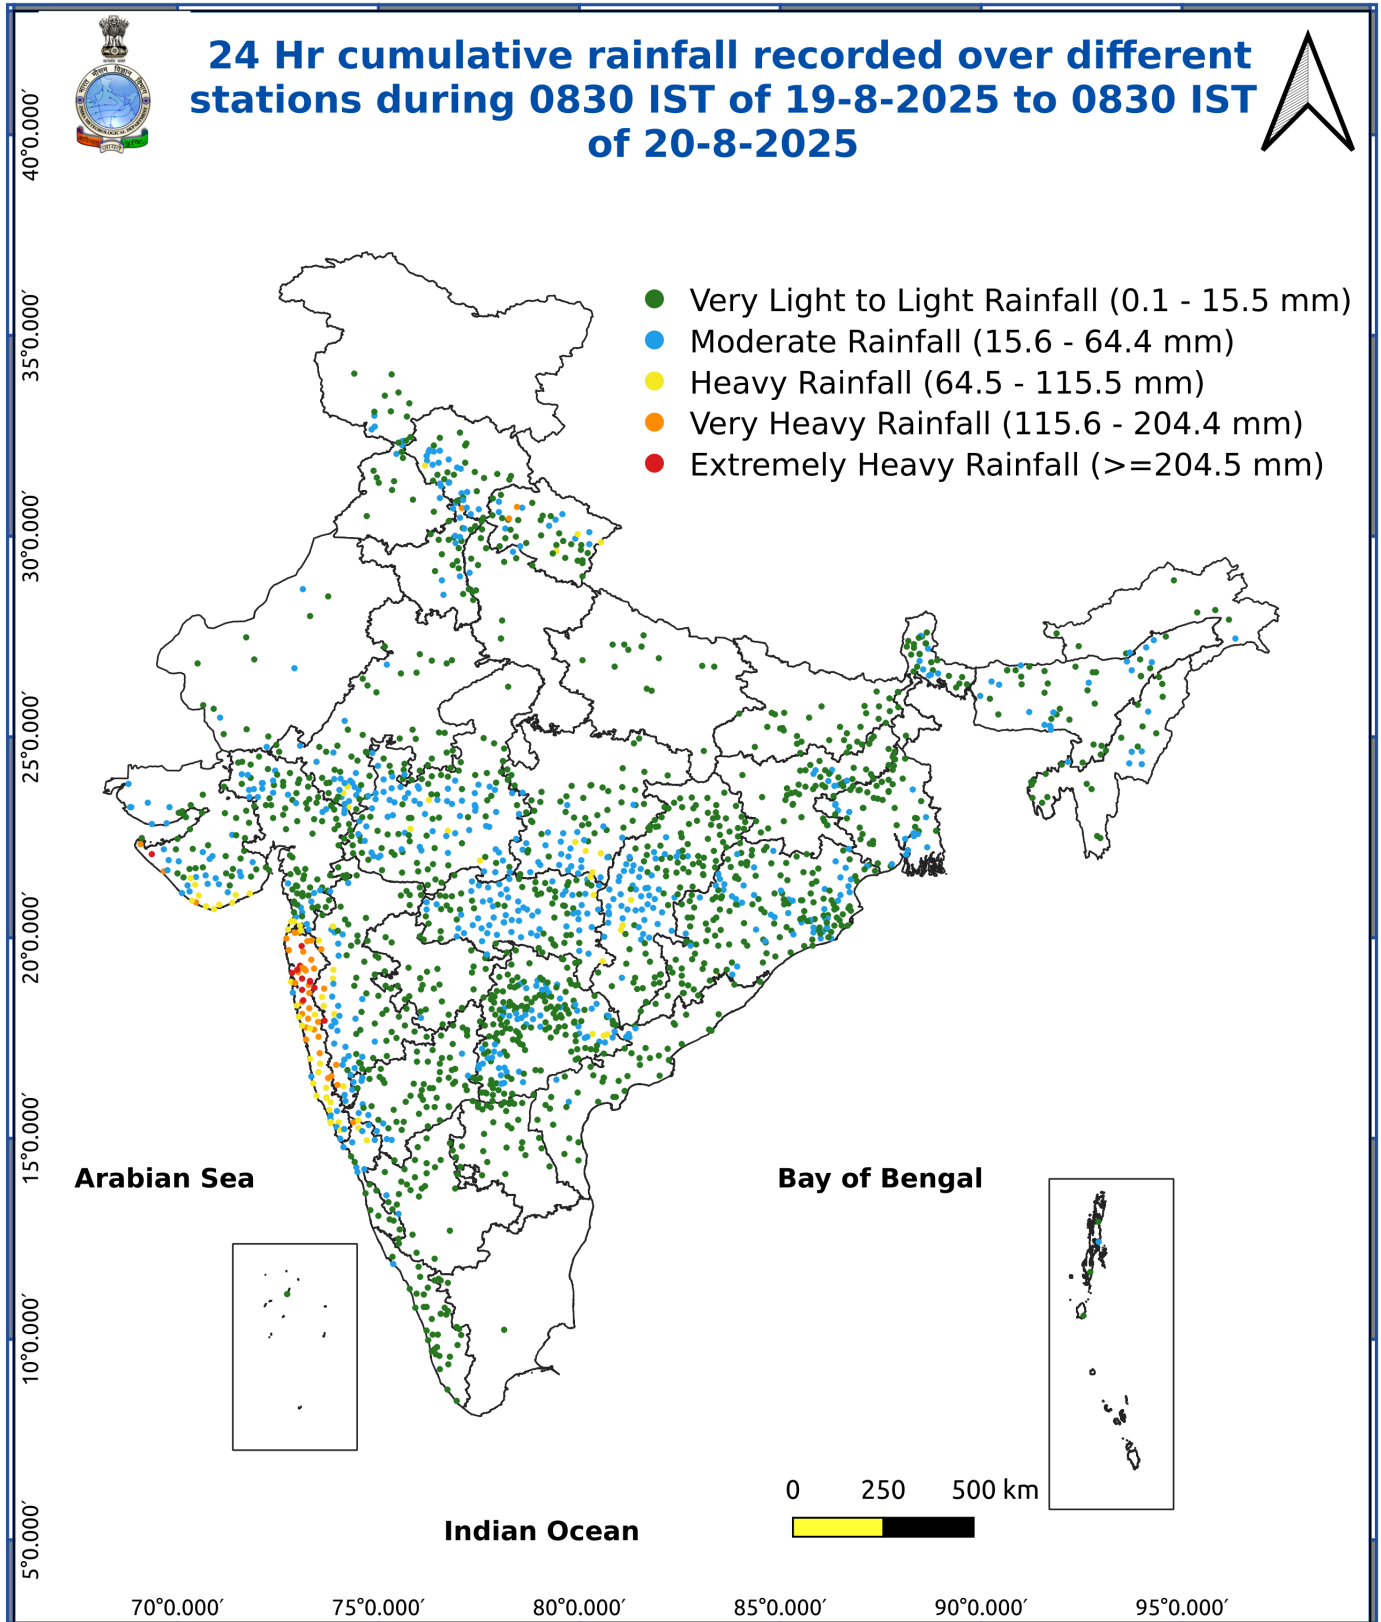 24 Hr cumulative rainfall recorded over different
stations during 0830 IST of 19-8-2025 to 0830 IST
of 20-8-2025
Very Light to Light Rainfall (0.1 - 15.5 mm)
Moderate Rainfall (15.6 - 64.4 mm)
Heavy Rainfall (64.5 - 115.5 mm)
Very Heavy Rainfall (115.6 - 204.4 mm)
Extremely Heavy Rainfall (>=204.5 mm)
40°0.000′
35°0.000′
30°0.000′
25°0.000′
20°0.000′
15°0.000′
10°0.000′
5°0.000′
Arabian Sea
Bay of Bengal
Indian Ocean
0 250 500 km
70°0.000′ 75°0.000′ 80°0.000′ 85°0.000′ 90°0.000′ 95°0.000′